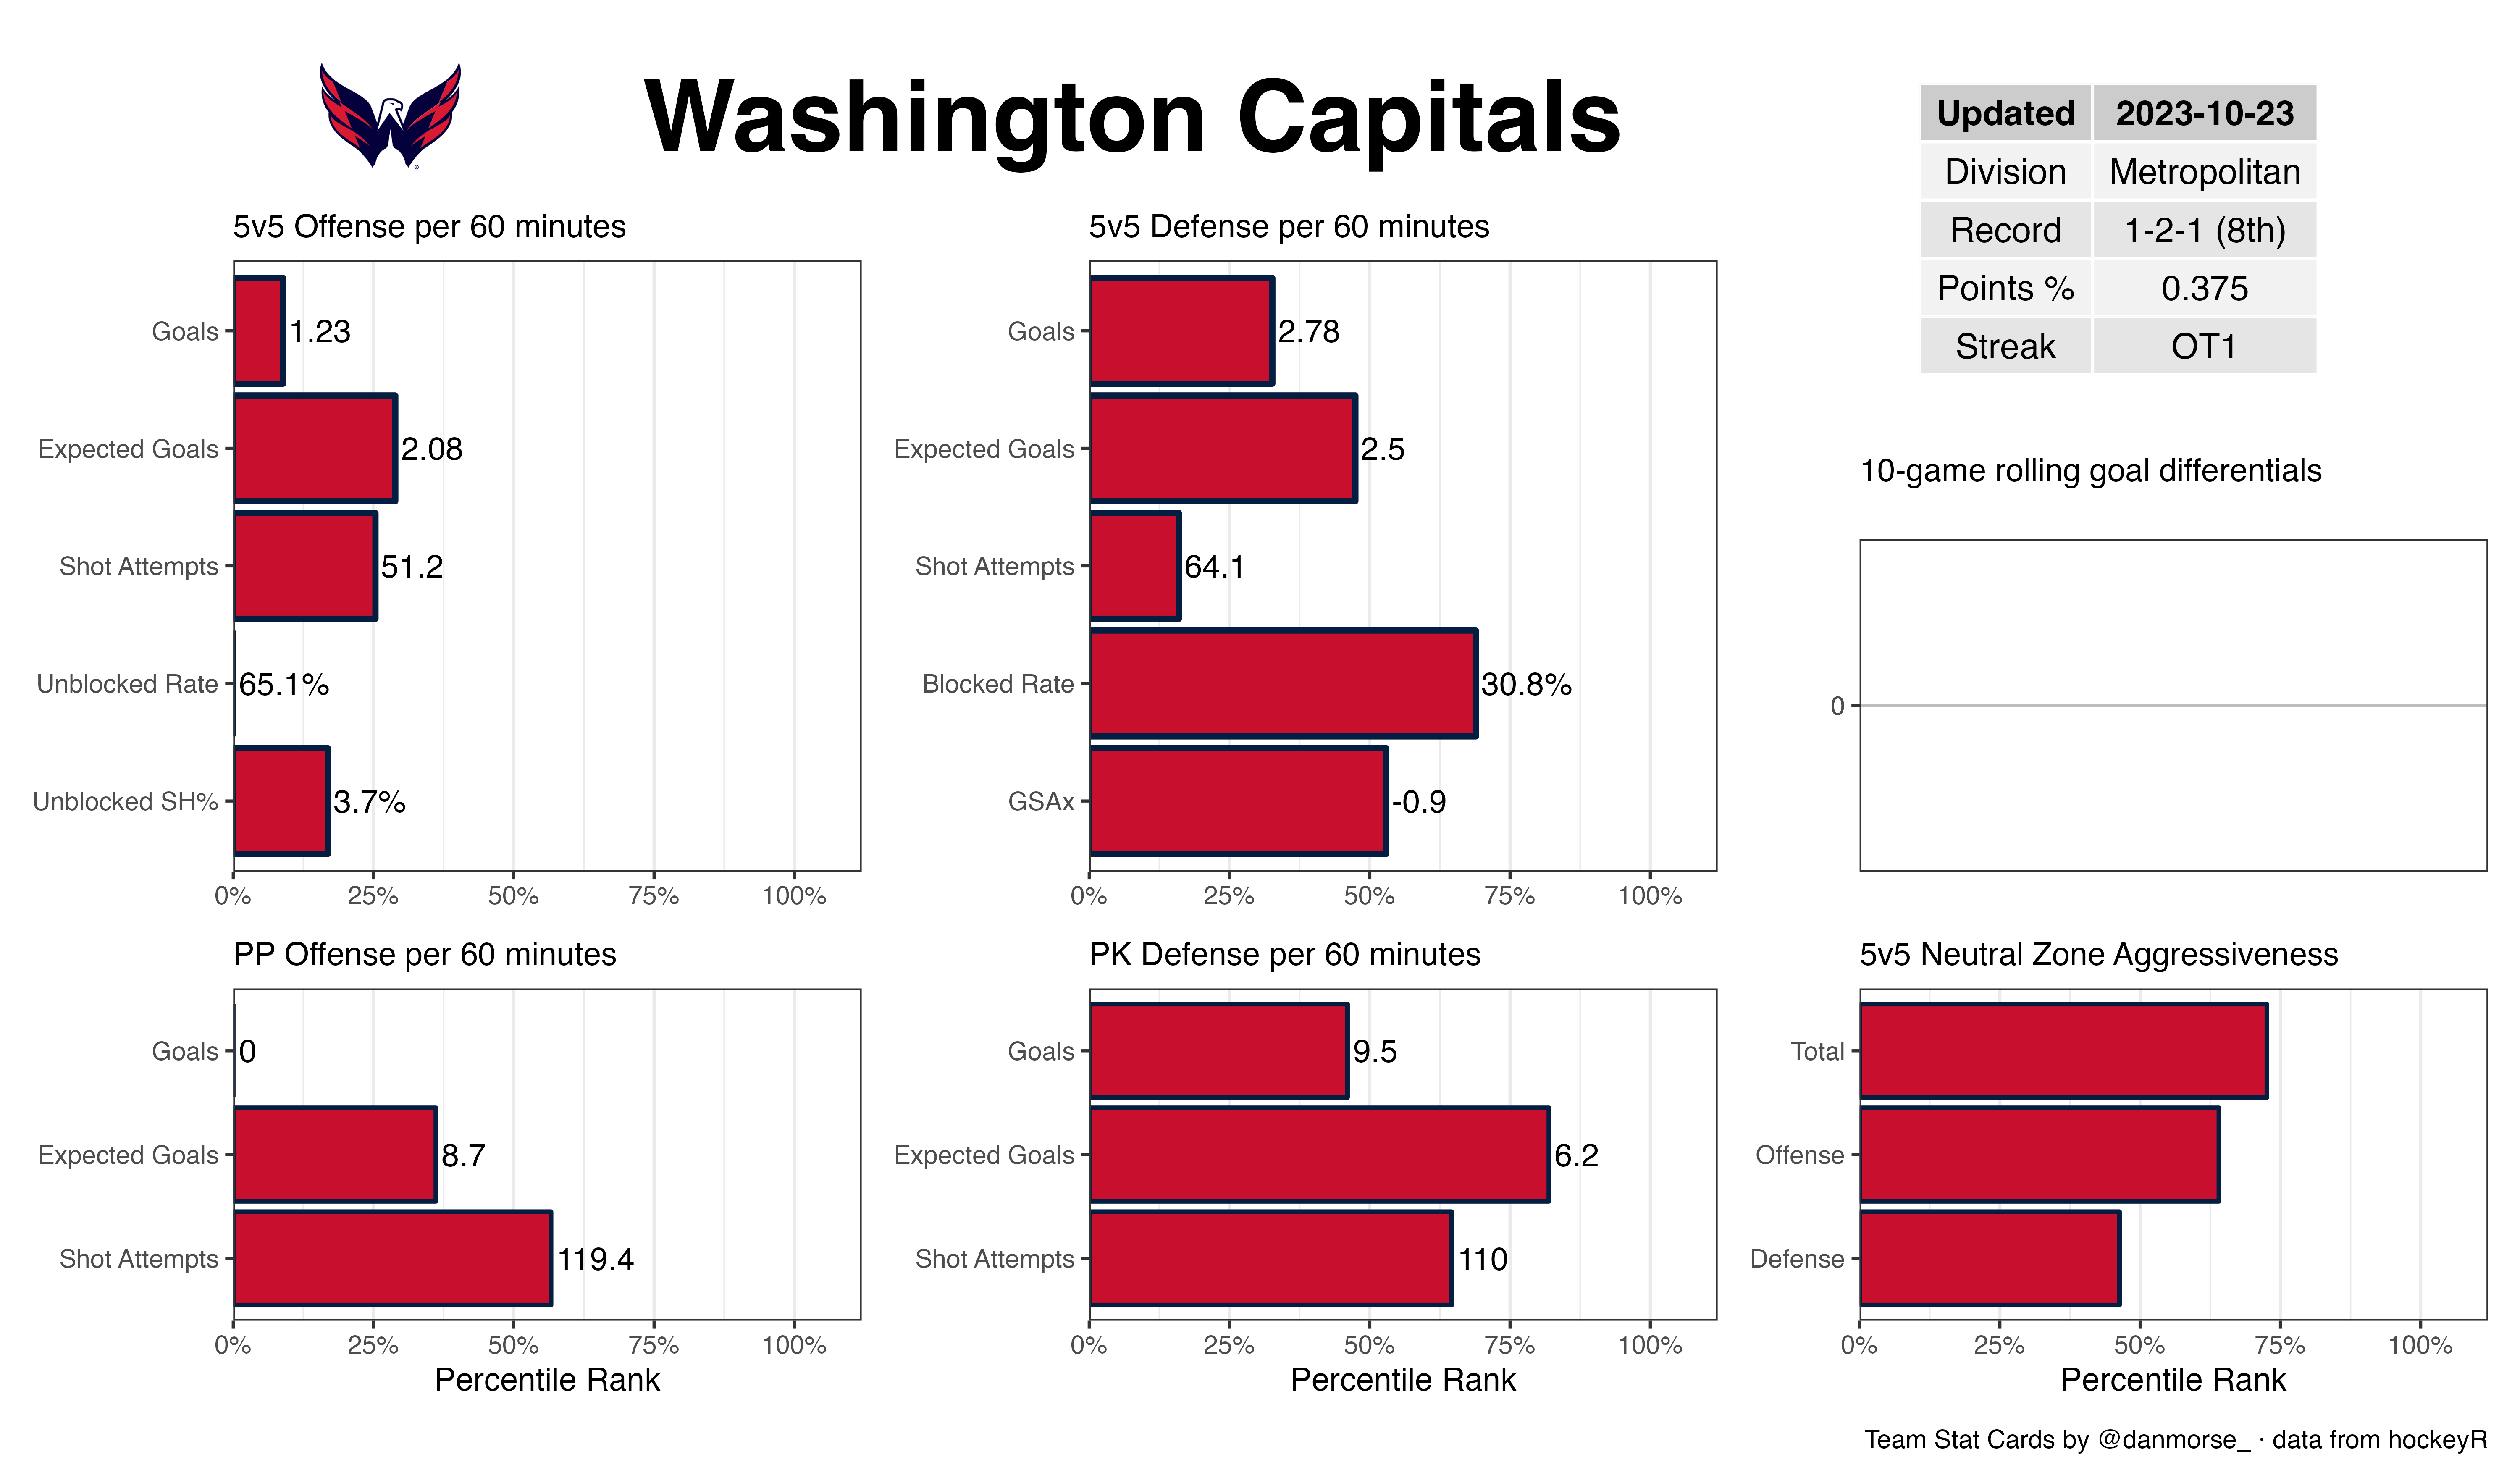 Washington Capitals
Updated 2023-10-23
Division Metropolitan
Record 1-2-1 (8th)
Points % 0.375
Streak OT1
5v5 Offense per 60 minutes
Goals 1.23
Expected Goals 2.08
Shot Attempts 51.2
Unblocked Rate 65.1%
Unblocked SH% 3.7%
0% 25% 50% 75% 100%
5v5 Defense per 60 minutes
Goals 2.78
Expected Goals 2.5
Shot Attempts 64.1
Blocked Rate 30.8%
GSAx -0.9
0% 25% 50% 75% 100%
10-game rolling goal differentials
0
PP Offense per 60 minutes
Goals 0
Expected Goals 8.7
Shot Attempts 119.4
0% 25% 50% 75% 100%
Percentile Rank
PK Defense per 60 minutes
Goals 9.5
Expected Goals 6.2
Shot Attempts 110
0% 25% 50% 75% 100%
Percentile Rank
5v5 Neutral Zone Aggressiveness
Total
Offense
Defense
0% 25% 50% 75% 100%
Percentile Rank
Team Stat Cards by @danmorse_ · data from hockeyR